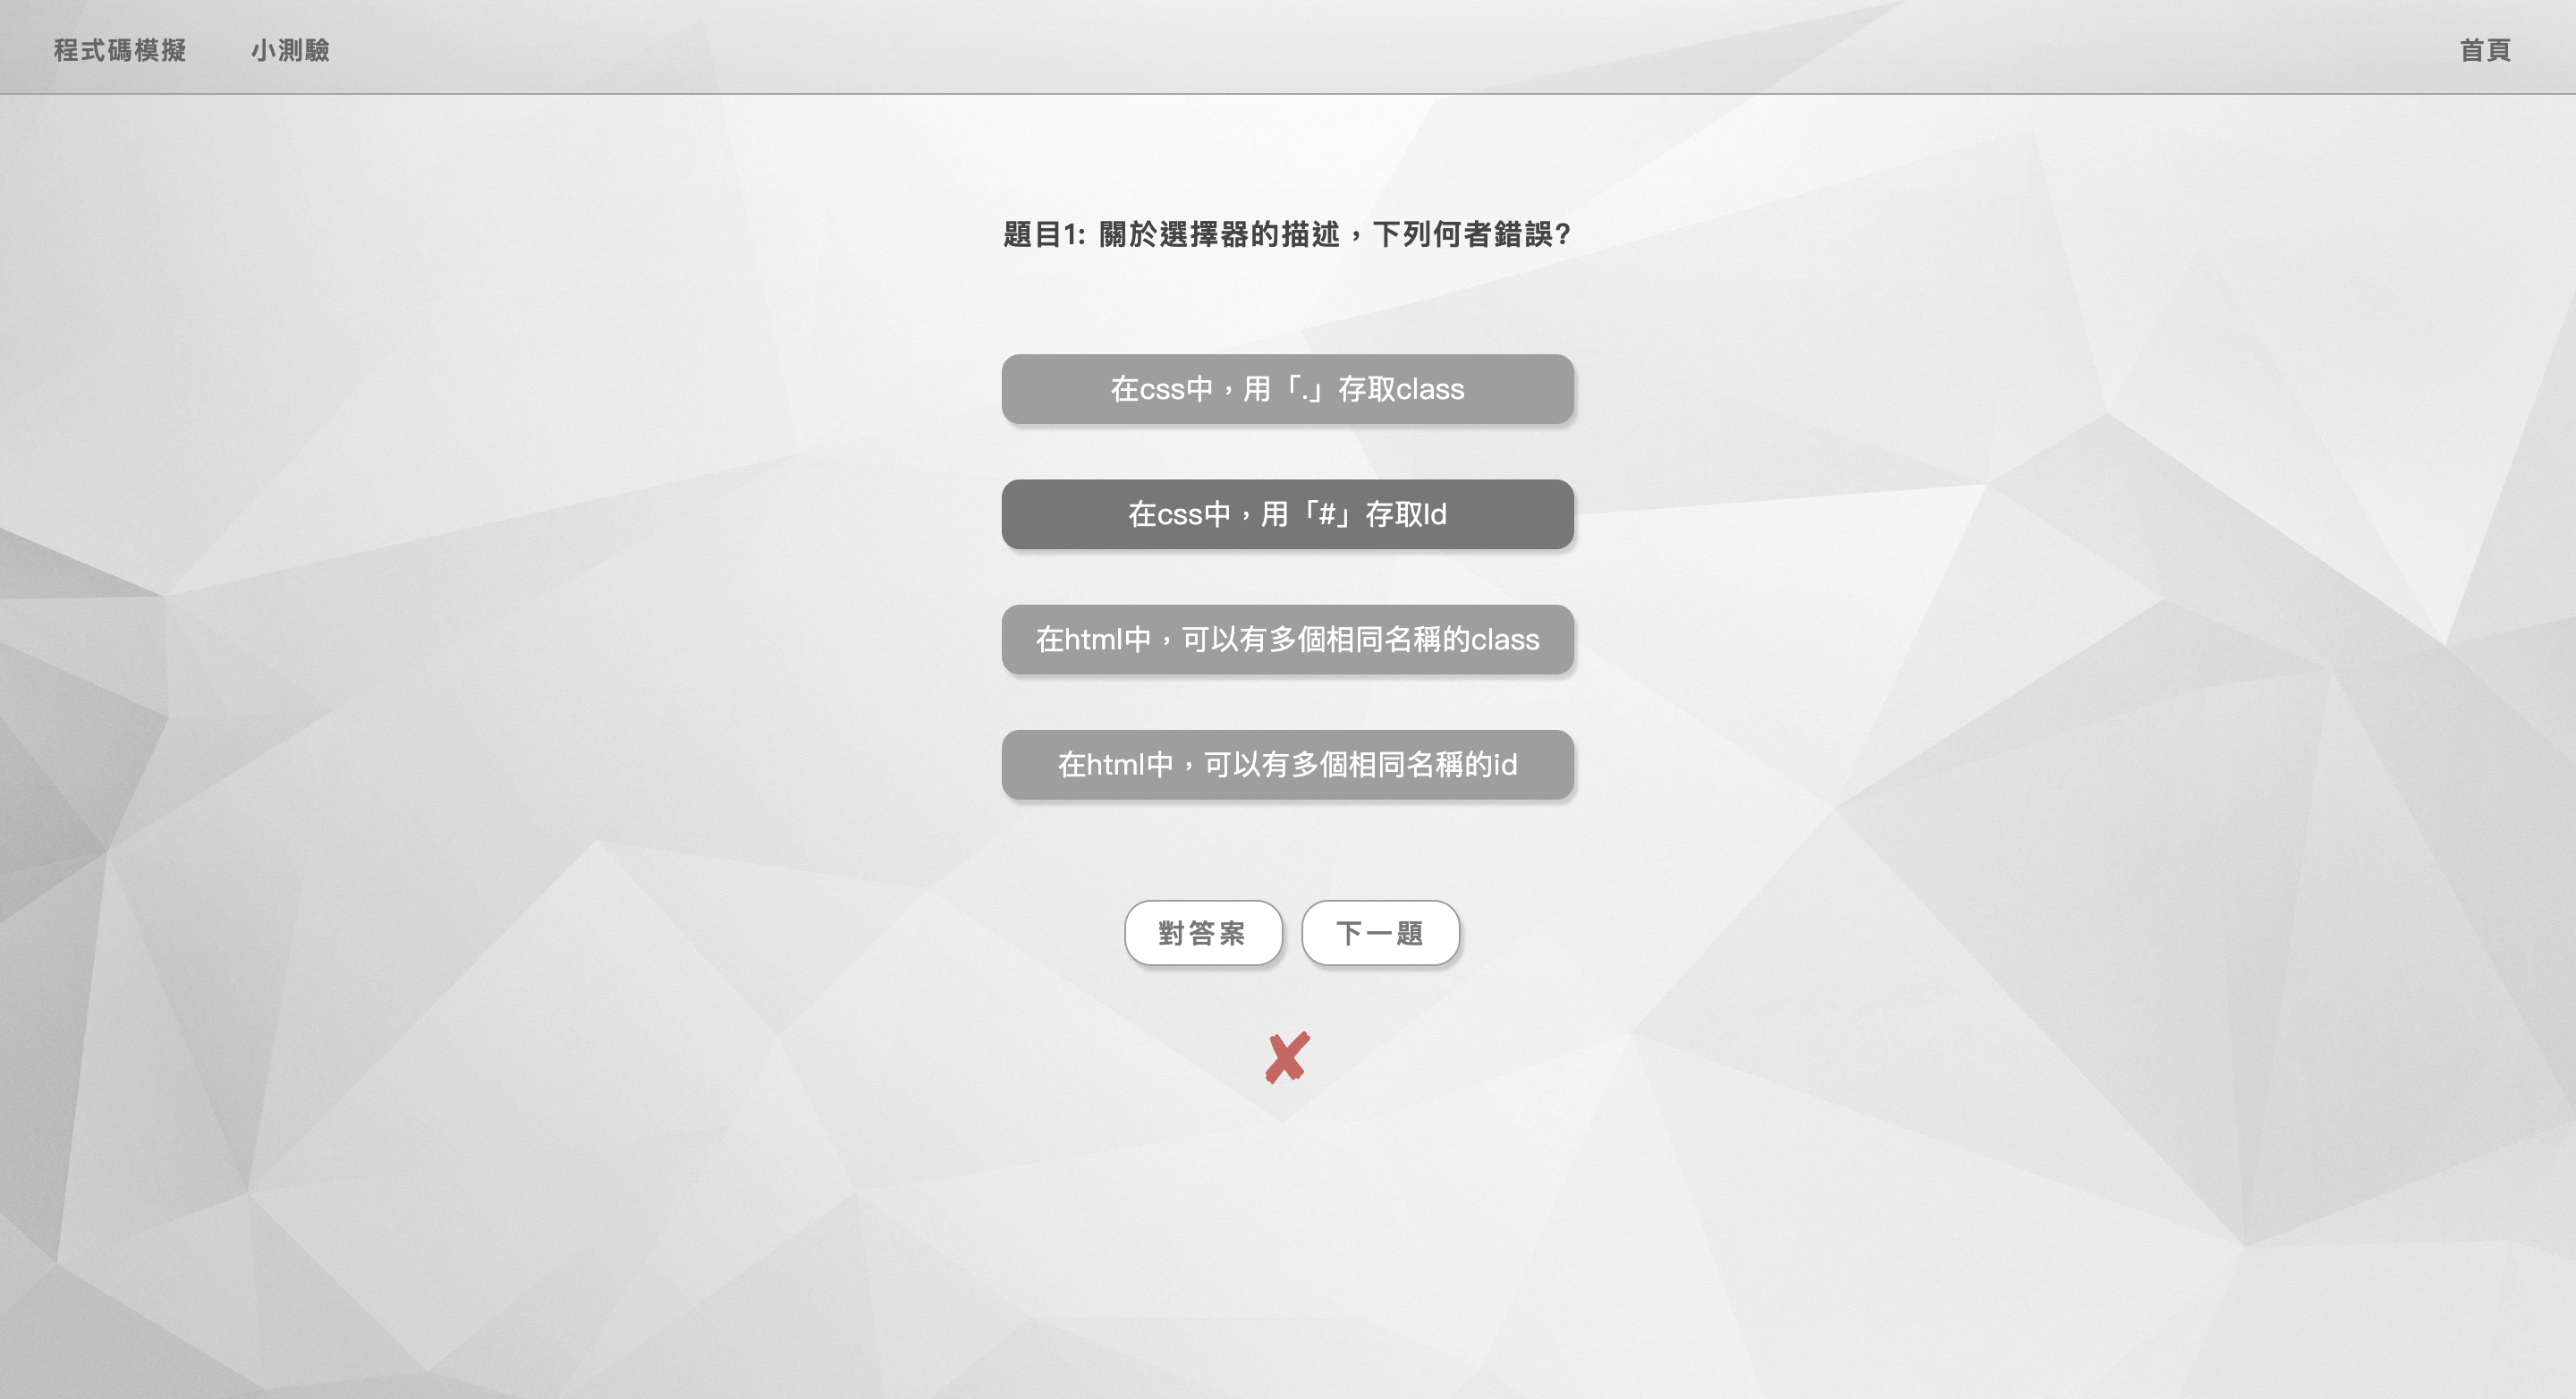 程式碼模擬 小測驗 首頁
題目1: 關於選擇器的描述，下列何者錯誤?
在css中，用「.」存取class
在css中，用「#」存取Id
在html中，可以有多個相同名稱的class
在html中，可以有多個相同名稱的id
對答案 下一題
✘